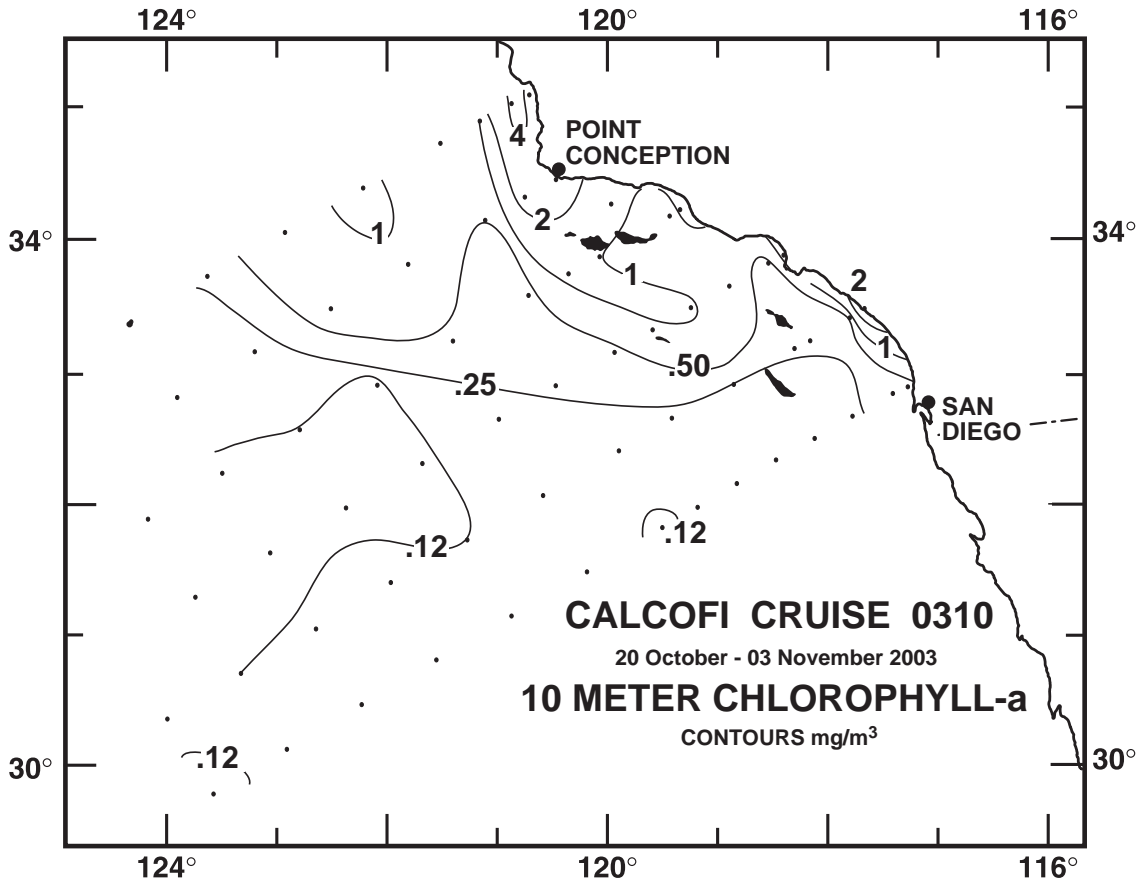 124° 120° 116°
4
POINT
CONCEPTION
2
1
34° 34°
1
2
1
.50
.25
SAN
DIEGO
.12
.12
CALCOFI CRUISE 0310
20 October - 03 November 2003
10 METER CHLOROPHYLL-a
CONTOURS mg/m³
.12
30° 30°
124° 120° 116°